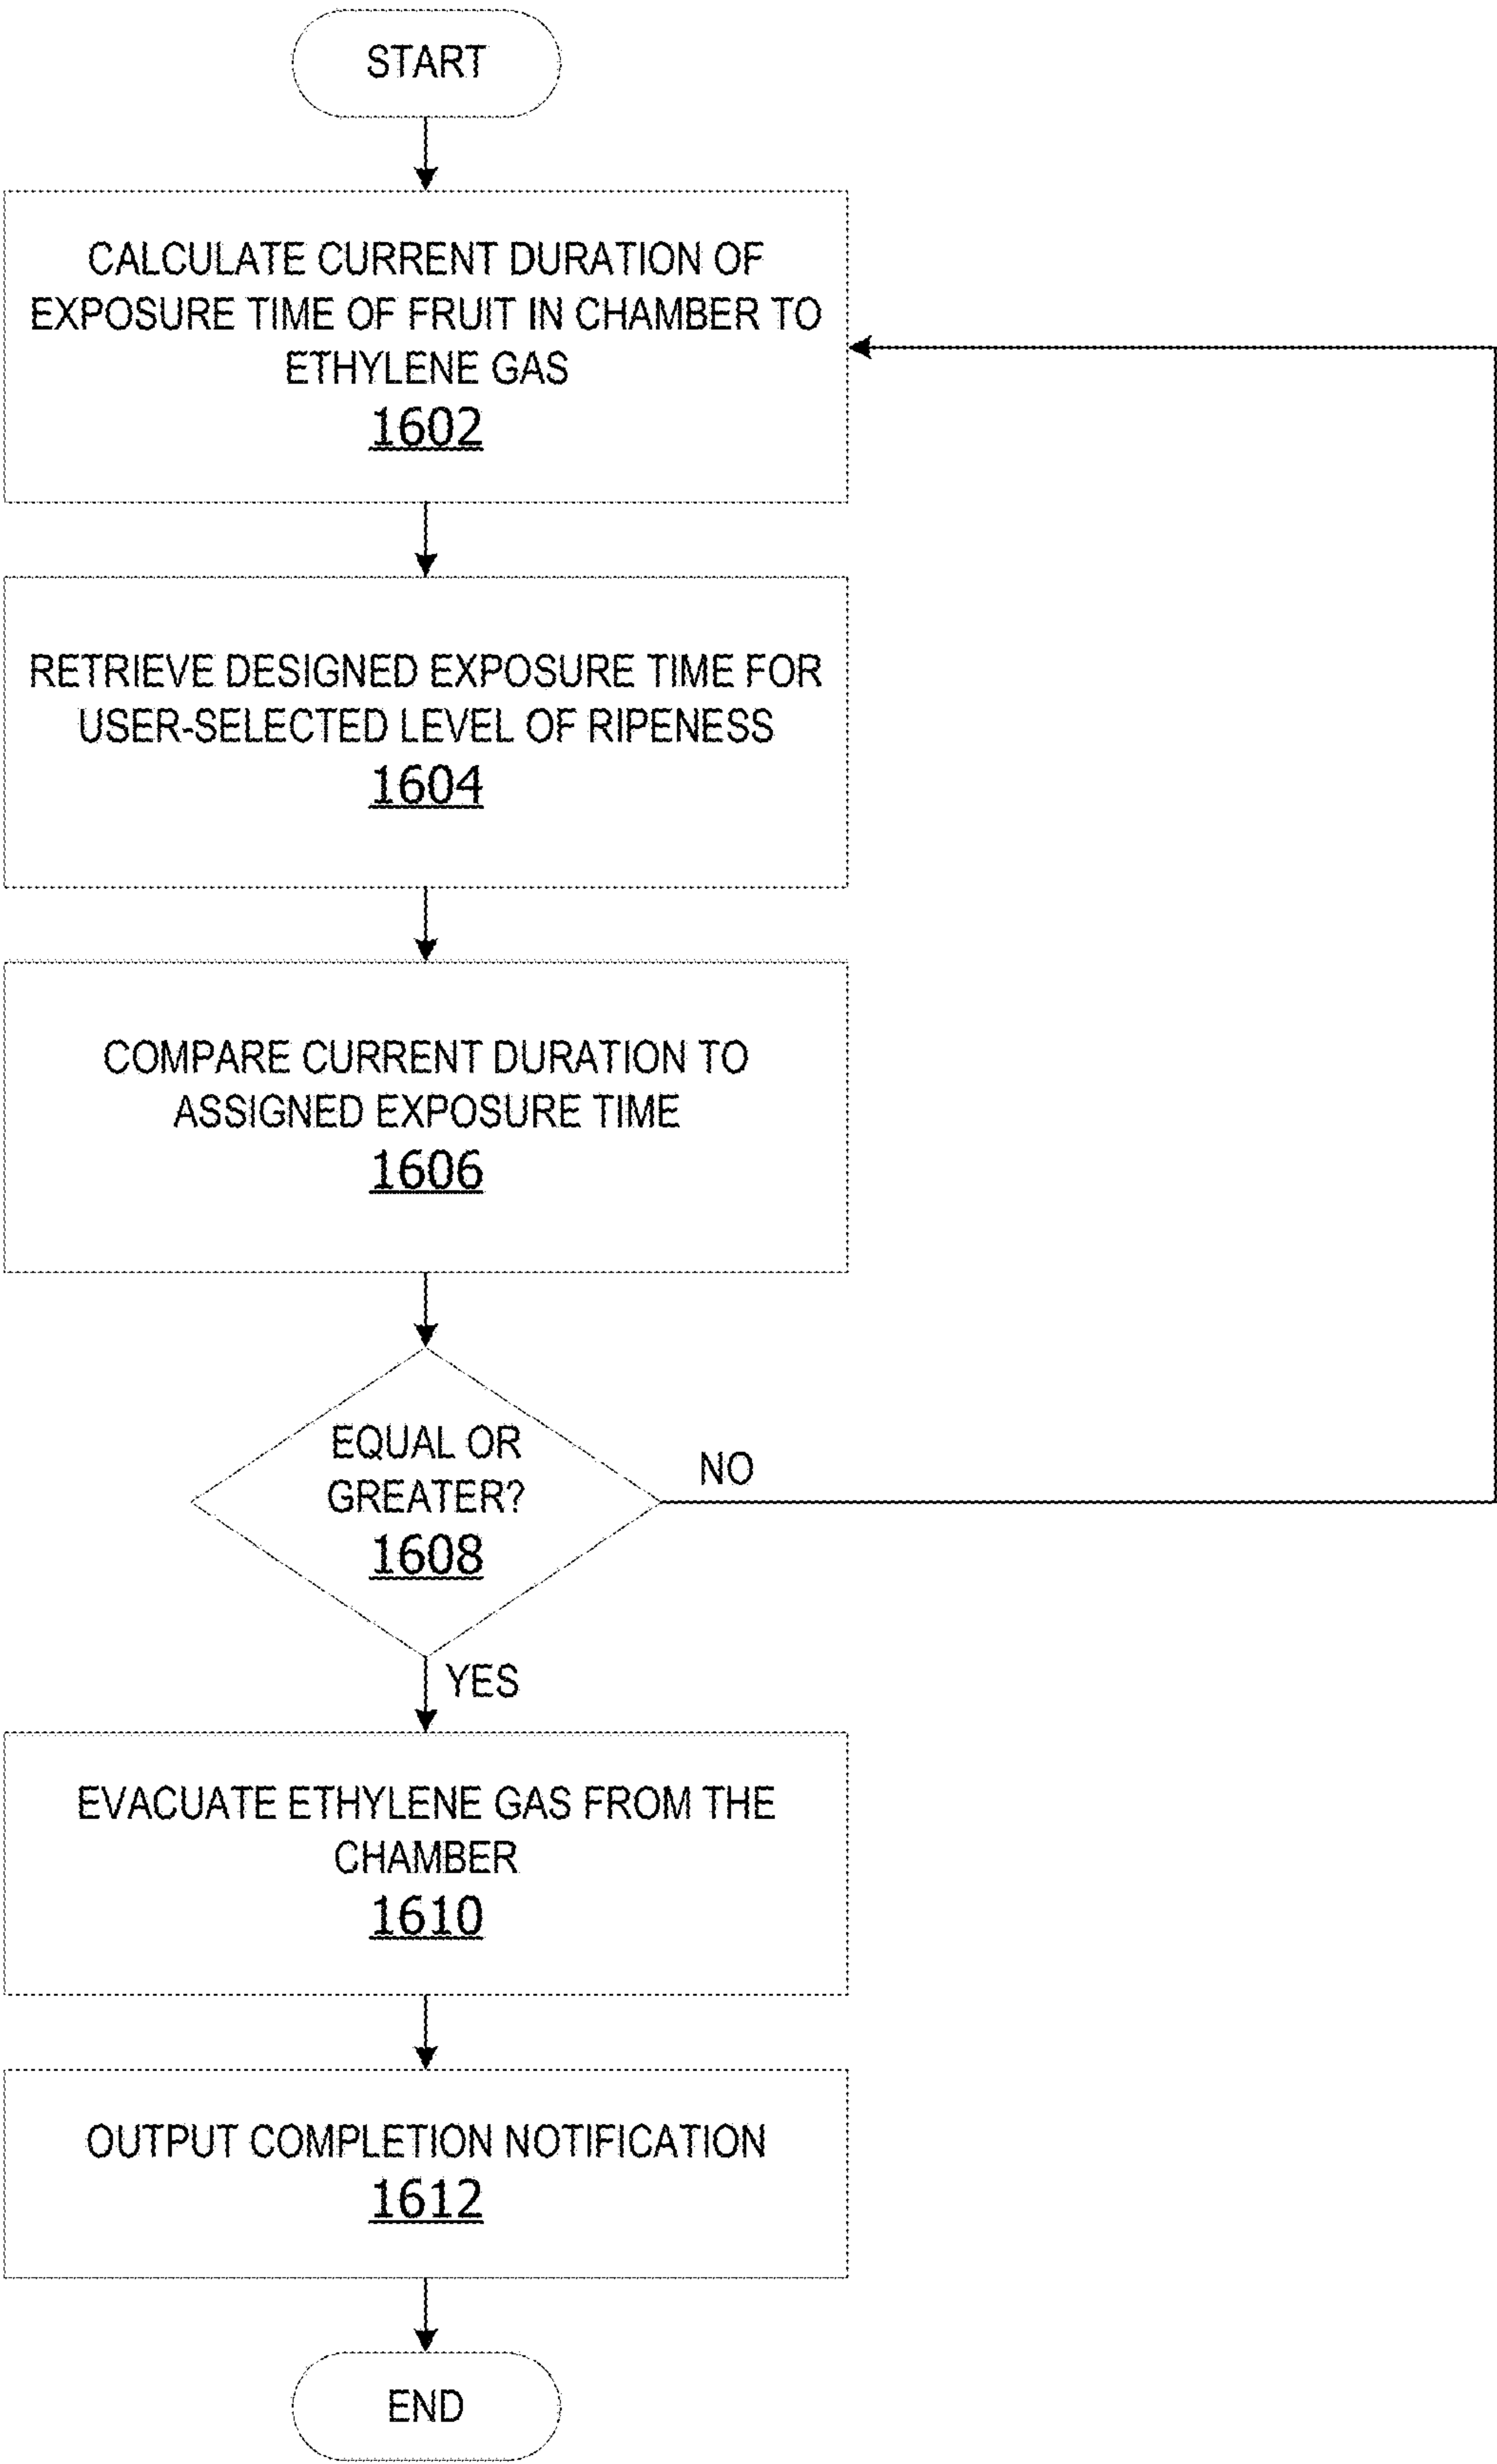 START
CALCULATE CURRENT DURATION OF
EXPOSURE TIME OF FRUIT IN CHAMBER TO
ETHYLENE GAS
1602
RETRIEVE DESIGNED EXPOSURE TIME FOR
USER-SELECTED LEVEL OF RIPENESS
1604
COMPARE CURRENT DURATION TO
ASSIGNED EXPOSURE TIME
1606
EQUAL OR
GREATER?
1608
NO
YES
EVACUATE ETHYLENE GAS FROM THE
CHAMBER
1610
OUTPUT COMPLETION NOTIFICATION
1612
END